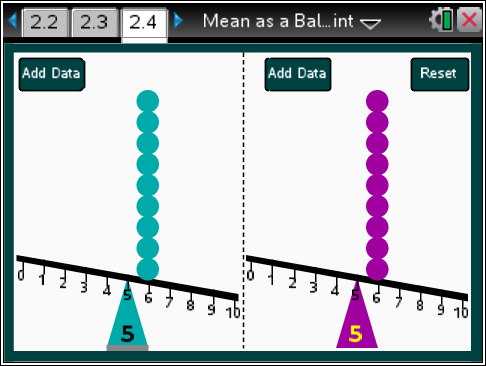 2.2 2.3 2.4 Mean as a Bal…int
Add Data Add Data Reset
0 1 2 3 4 5 6 7 8 9 10
0 1 2 3 4 5 6 7 8 9 10
5 5